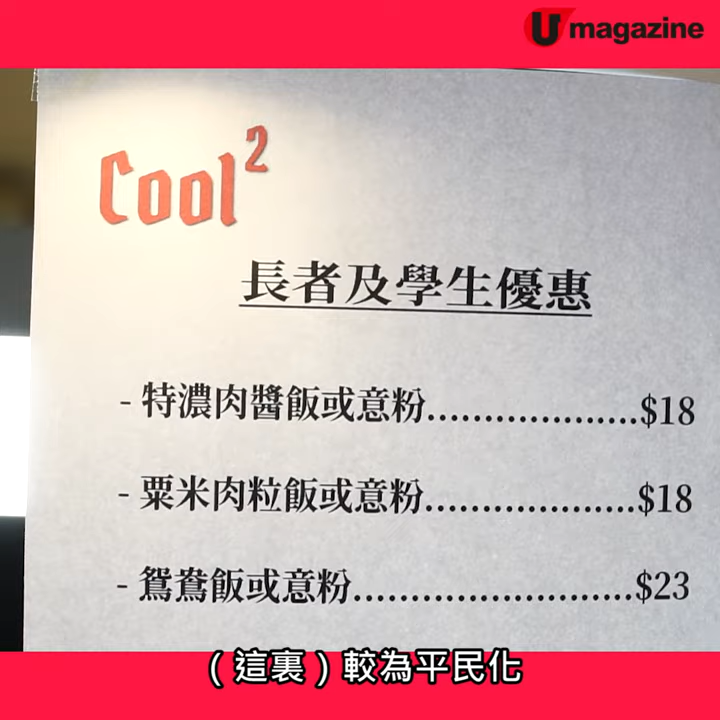 U magazine
Cool²
長者及學生優惠
- 特濃肉醬飯或意粉...................$18
- 粟米肉粒飯或意粉...................$18
- 鴛鴦飯或意粉.........................$23
（這裏）較為平民化